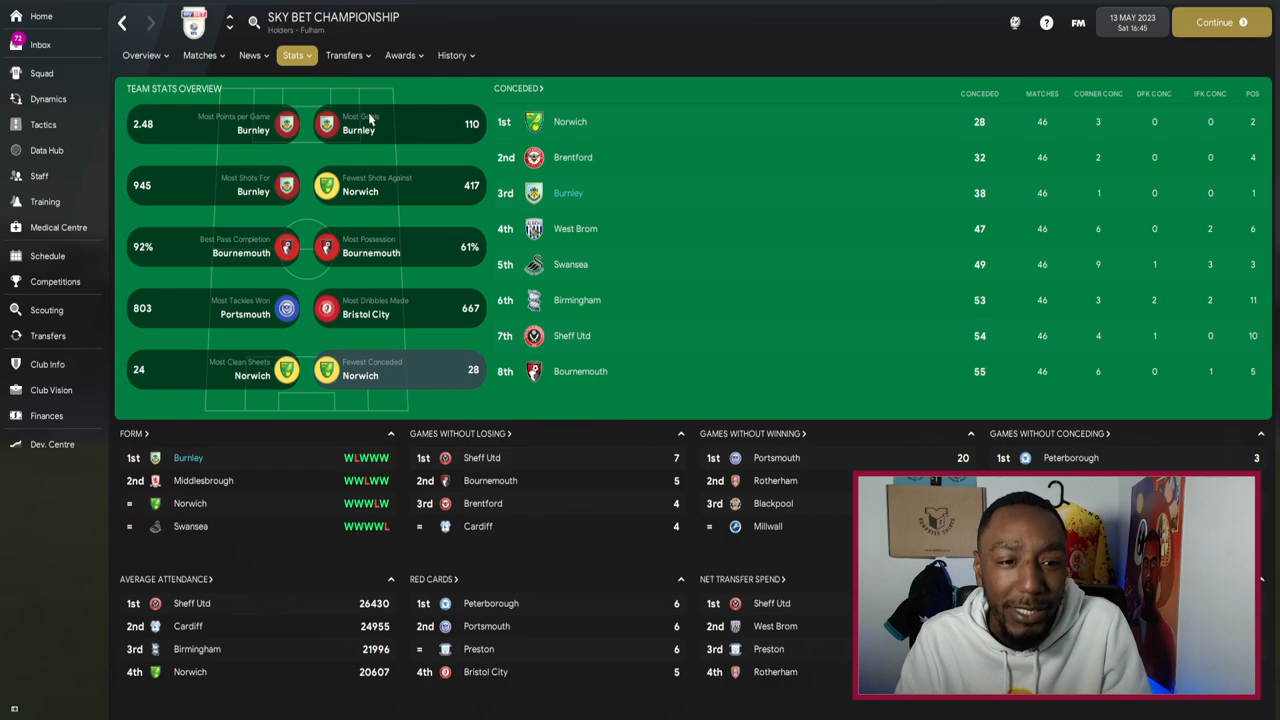 Home
72
Inbox
Squad
Dynamics
Tactics
Data Hub
Staff
Training
Medical Centre
Schedule
Competitions
Scouting
Transfers
Club Info
Club Vision
Finances
Dev. Centre
SKY BET CHAMPIONSHIP
Holders - Fulham
FM
13 MAY 2023
Sat 16:45
Continue
Overview
Matches
News
Stats
Transfers
Awards
History
TEAM STATS OVERVIEW
2.48 Most Points per Game Burnley
Most Goals Burnley 110
945 Most Shots For Burnley
Fewest Shots Against Norwich 417
92% Best Pass Completion Bournemouth
Most Possession Bournemouth 61%
803 Most Tackles Won Portsmouth
Most Dribbles Made Bristol City 667
24 Most Clean Sheets Norwich
Fewest Conceded Norwich 28
CONCEDED CONCEDED MATCHES CORNER CONC DFK CONC IFK CONC POS
1st Norwich 28 46 3 0 0 2
2nd Brentford 32 46 2 0 0 4
3rd Burnley 38 46 1 0 0 1
4th West Brom 47 46 6 0 2 6
5th Swansea 49 46 9 1 3 3
6th Birmingham 53 46 3 2 2 11
7th Sheff Utd 54 46 4 1 0 10
8th Bournemouth 55 46 6 0 1 5
FORM
1st Burnley WLWWW
2nd Middlesbrough WWLWW
= Norwich WWWLW
= Swansea WWWWL
GAMES WITHOUT LOSING
1st Sheff Utd 7
2nd Bournemouth 5
3rd Brentford 4
= Cardiff 4
GAMES WITHOUT WINNING
1st Portsmouth 20
2nd Rotherham
3rd Blackpool
= Millwall
GAMES WITHOUT CONCEDING
1st Peterborough 3
AVERAGE ATTENDANCE
1st Sheff Utd 26430
2nd Cardiff 24955
3rd Birmingham 21996
4th Norwich 20607
RED CARDS
1st Peterborough 6
2nd Portsmouth 6
= Preston 6
4th Bristol City 5
NET TRANSFER SPEND
1st Sheff Utd
2nd West Brom
3rd Preston
4th Rotherham
SURPRISE SHIRTS